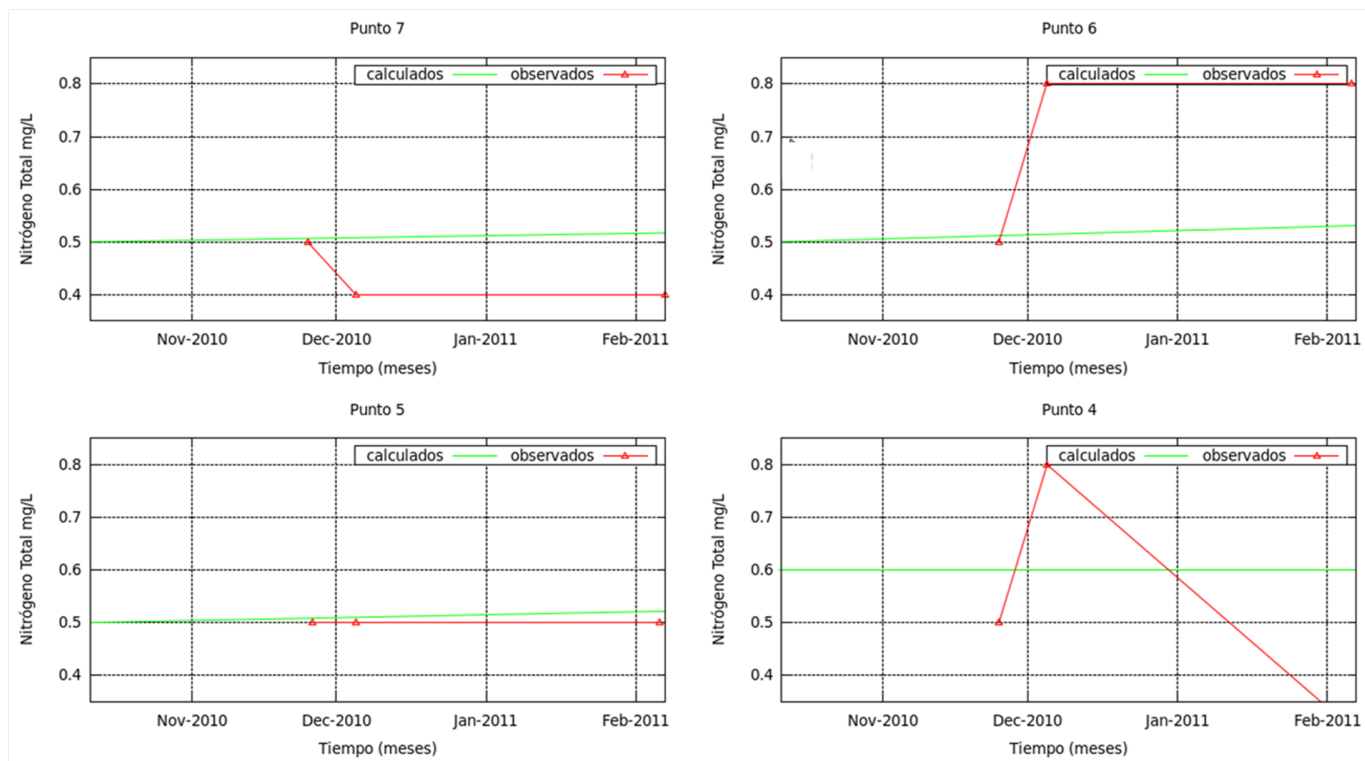 Punto 7
calculados observados
Nitrógeno Total mg/L
0.8
0.7
0.6
0.5
0.4
Nov-2010 Dec-2010 Jan-2011 Feb-2011
Tiempo (meses)
Punto 6
calculados observados
Nitrógeno Total mg/L
0.8
0.7
0.6
0.5
0.4
Nov-2010 Dec-2010 Jan-2011 Feb-2011
Tiempo (meses)
Punto 5
calculados observados
Nitrógeno Total mg/L
0.8
0.7
0.6
0.5
0.4
Nov-2010 Dec-2010 Jan-2011 Feb-2011
Tiempo (meses)
Punto 4
calculados observados
Nitrógeno Total mg/L
0.8
0.7
0.6
0.5
0.4
Nov-2010 Dec-2010 Jan-2011 Feb-2011
Tiempo (meses)